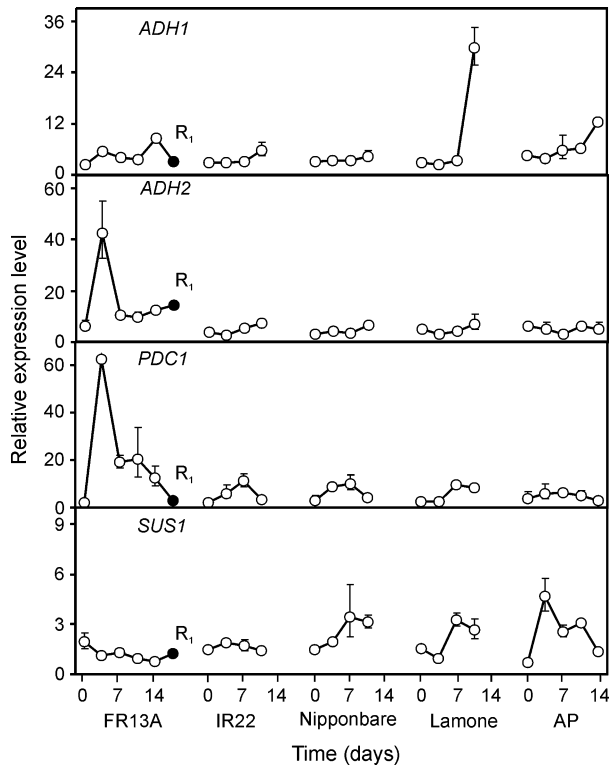 Relative expression level
36
24
12
0
ADH1
R1
60
40
20
0
ADH2
R1
60
40
20
0
PDC1
R1
9
6
3
0
SUS1
R1
0 7 14 0 7 14 0 7 14 0 7 14 0 7 14
FR13A IR22 Nipponbare Lamone AP
Time (days)